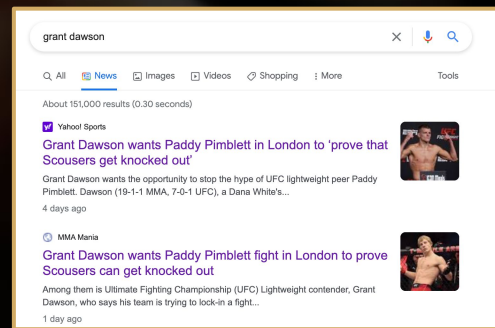 grant dawson
All News Images Videos Shopping More Tools
About 151,000 results (0.30 seconds)
Yahoo! Sports
Grant Dawson wants Paddy Pimblett in London to ‘prove that
Scousers get knocked out’
Grant Dawson wants the opportunity to stop the hype of UFC lightweight peer Paddy
Pimblett. Dawson (19-1-1 MMA, 7-0-1 UFC), a Dana White's...
4 days ago
MMA Mania
Grant Dawson wants Paddy Pimblett fight in London to prove
Scousers can get knocked out
Among them is Ultimate Fighting Championship (UFC) Lightweight contender, Grant
Dawson, who says his team is trying to lock-in a fight...
1 day ago